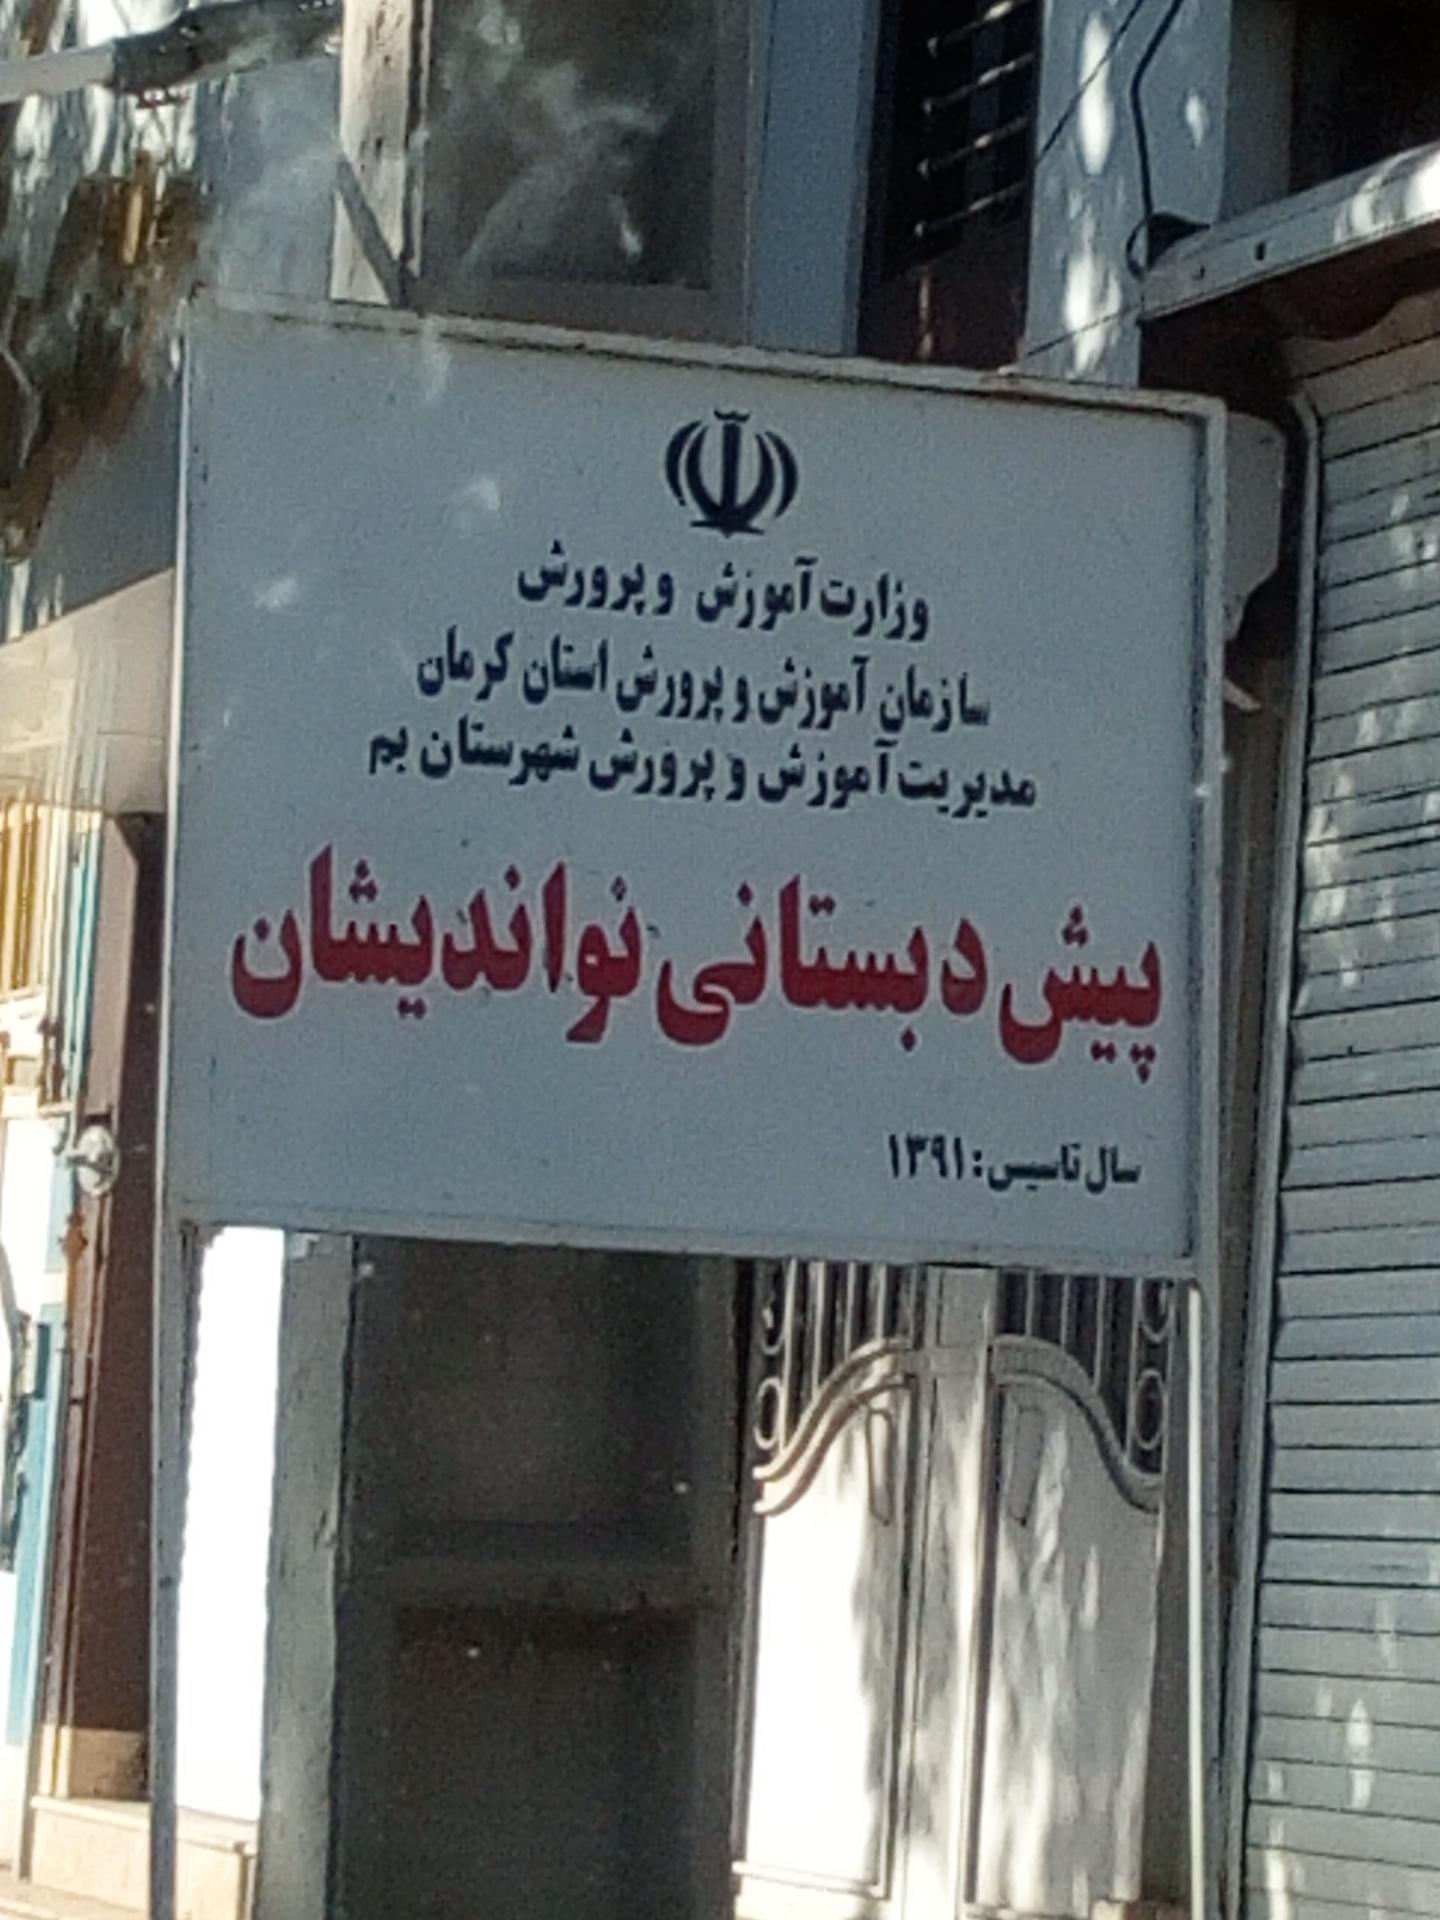 وزارت آموزش و پرورش
سازمان آموزش و پرورش استان کرمان
مدیریت آموزش و پرورش شهرستان بم
پیش دبستانی نواندیشان
سال تاسیس: ۱۳۹۱